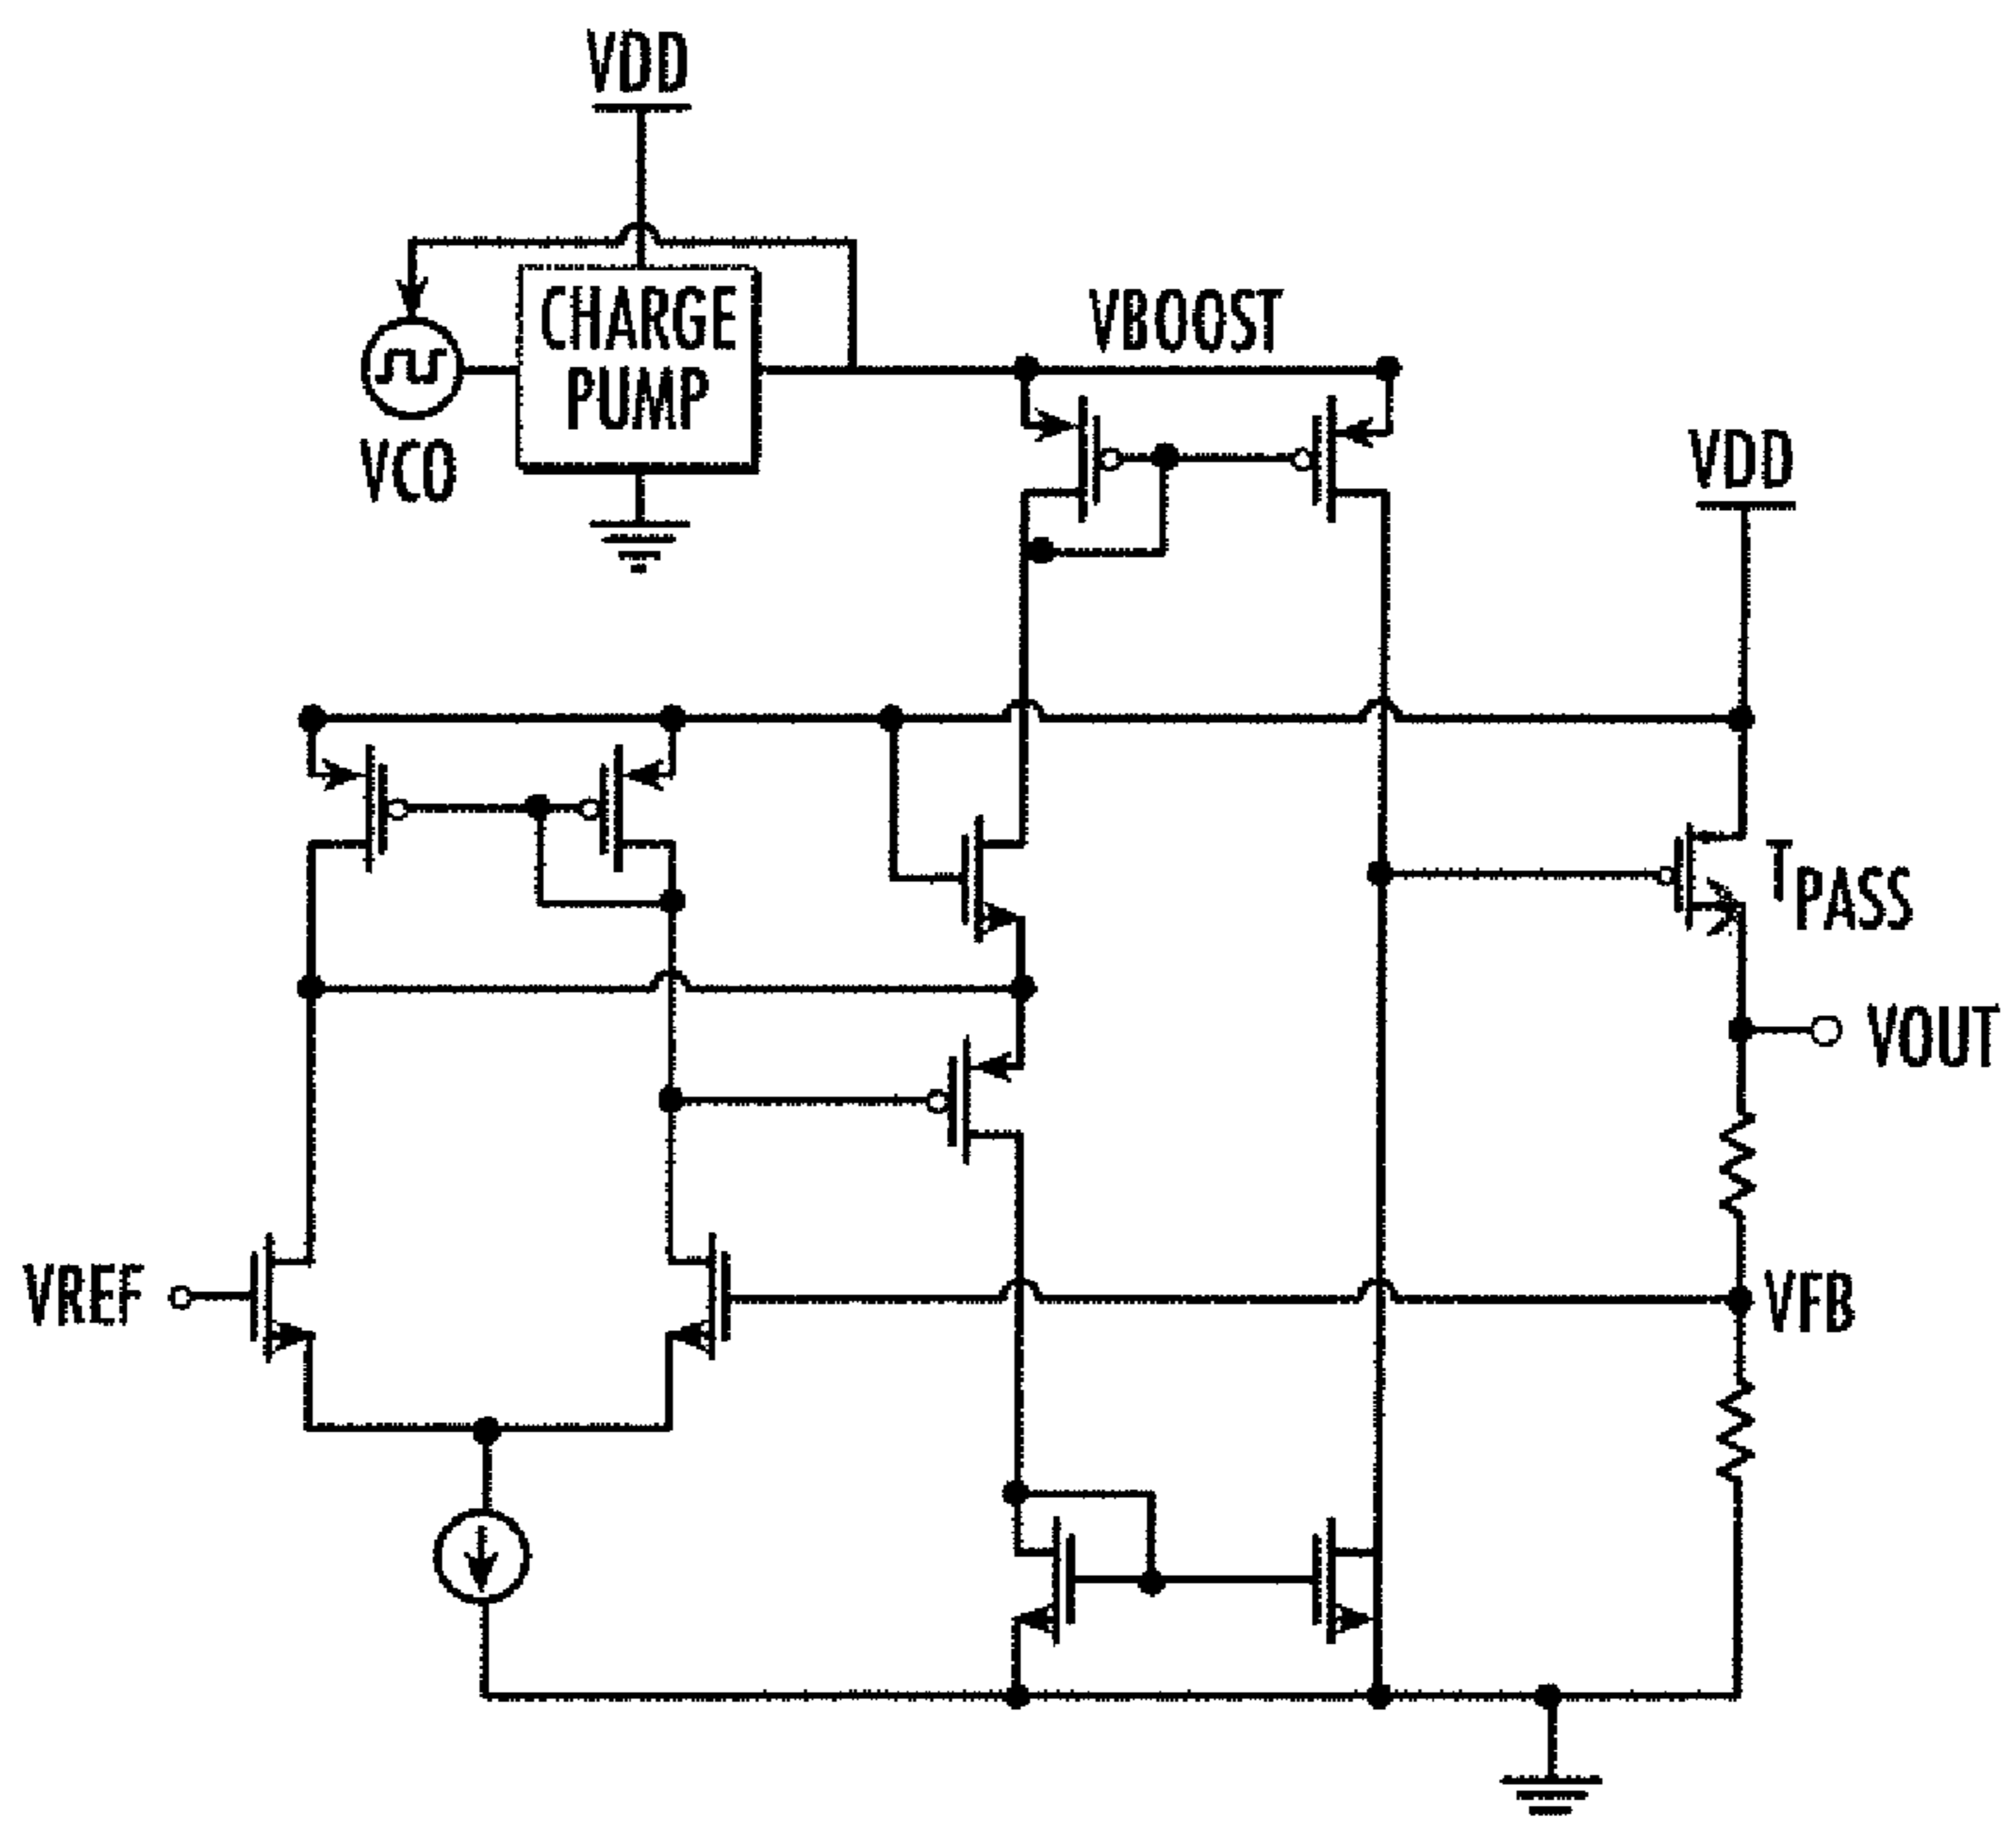 VDD
CHARGE
PUMP
VCO
VBOOST
VDD
TPASS
VOUT
VREF
VFB